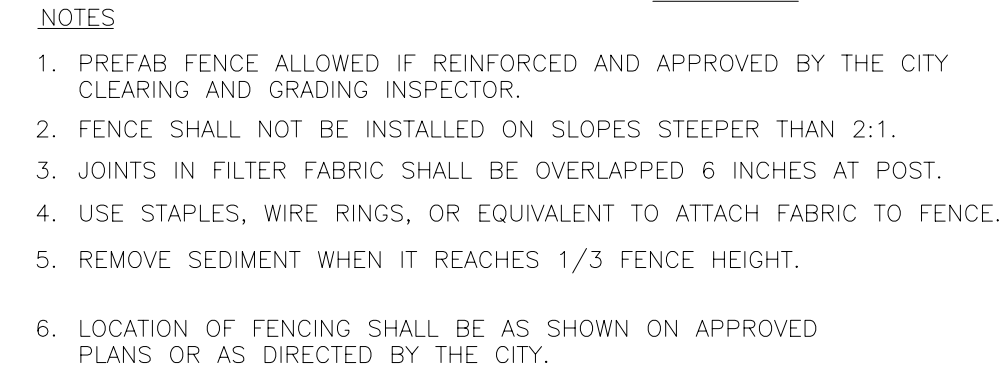 NOTES
1. PREFAB FENCE ALLOWED IF REINFORCED AND APPROVED BY THE CITY
CLEARING AND GRADING INSPECTOR.
2. FENCE SHALL NOT BE INSTALLED ON SLOPES STEEPER THAN 2:1.
3. JOINTS IN FILTER FABRIC SHALL BE OVERLAPPED 6 INCHES AT POST.
4. USE STAPLES, WIRE RINGS, OR EQUIVALENT TO ATTACH FABRIC TO FENCE.
5. REMOVE SEDIMENT WHEN IT REACHES 1/3 FENCE HEIGHT.
6. LOCATION OF FENCING SHALL BE AS SHOWN ON APPROVED
PLANS OR AS DIRECTED BY THE CITY.